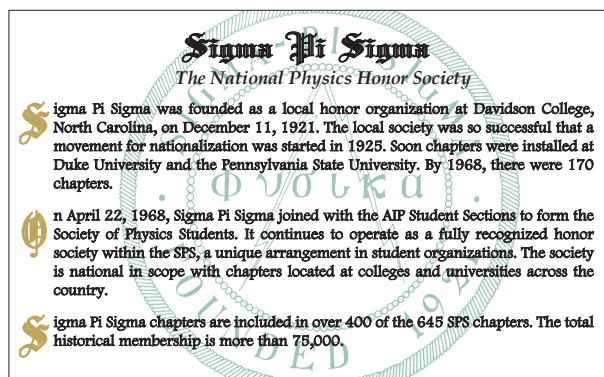 Sigma Pi Sigma
The National Physics Honor Society
Sigma Pi Sigma was founded as a local honor organization at Davidson College,
North Carolina, on December 11, 1921. The local society was so successful that a
movement for nationalization was started in 1925. Soon chapters were installed at
Duke University and the Pennsylvania State University. By 1968, there were 170
chapters.
On April 22, 1968, Sigma Pi Sigma joined with the AIP Student Sections to form the
Society of Physics Students. It continues to operate as a fully recognized honor
society within the SPS, a unique arrangement in student organizations. The society
is national in scope with chapters located at colleges and universities across the
country.
Sigma Pi Sigma chapters are included in over 400 of the 645 SPS chapters. The total
historical membership is more than 75,000.
SIGMA-PI-SIGMA
Φυσικα
FOUNDED 1921